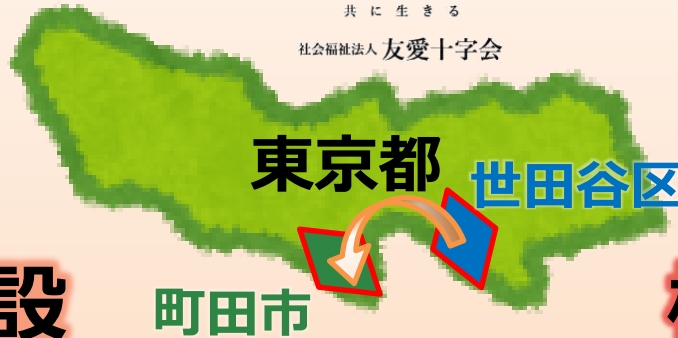 共に生きる
社会福祉法人 友愛十字会
東京都
世田谷区
町田市
設